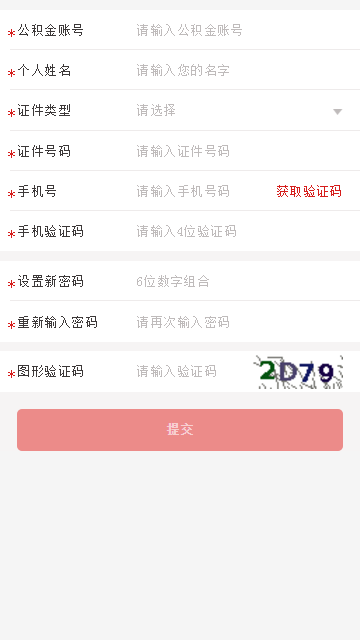 *公积金账号 请输入公积金账号
*个人姓名 请输入您的名字
*证件类型 请选择
*证件号码 请输入证件号码
*手机号 请输入手机号码 获取验证码
*手机验证码 请输入4位验证码
*设置新密码 6位数字组合
*重新输入密码 请再次输入密码
*图形验证码 请输入验证码 2D79
提交